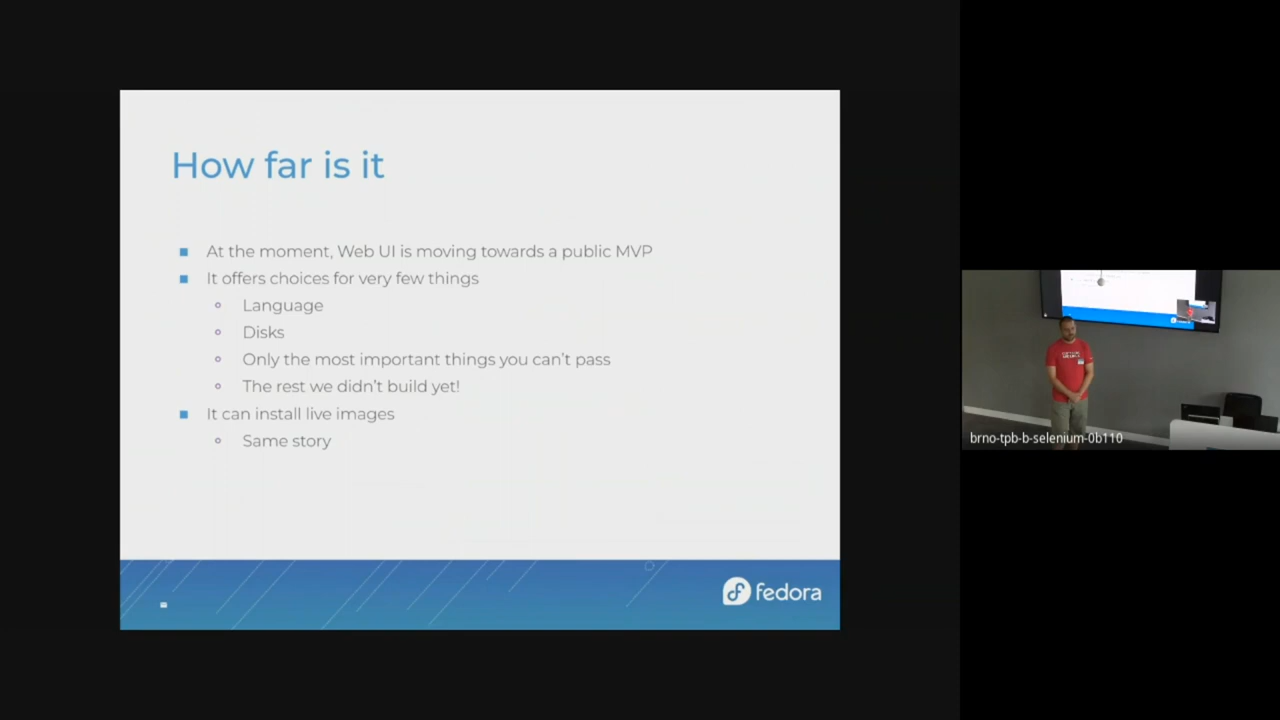 How far is it
At the moment, Web UI is moving towards a public MVP
It offers choices for very few things
Language
Disks
Only the most important things you can't pass
The rest we didn't build yet!
It can install live images
Same story
fedora
brno-tpb-b-selenium-0b110